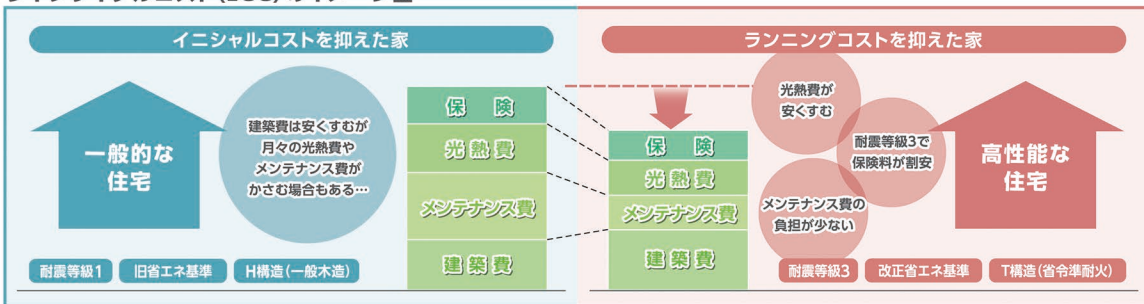 イニシャルコストを抑えた家
一般的な
住宅
建築費は安くすむが
月々の光熱費や
メンテナンス費が
かさむ場合もある…
保険
光熱費
メンテナンス費
建築費
耐震等級1
旧省エネ基準
H構造(一般木造)
ランニングコストを抑えた家
保険
光熱費
メンテナンス費
建築費
光熱費が
安くすむ
耐震等級3で
保険料が割安
メンテナンス費の
負担が少ない
高性能な
住宅
耐震等級3
改正省エネ基準
T構造(省令準耐火)